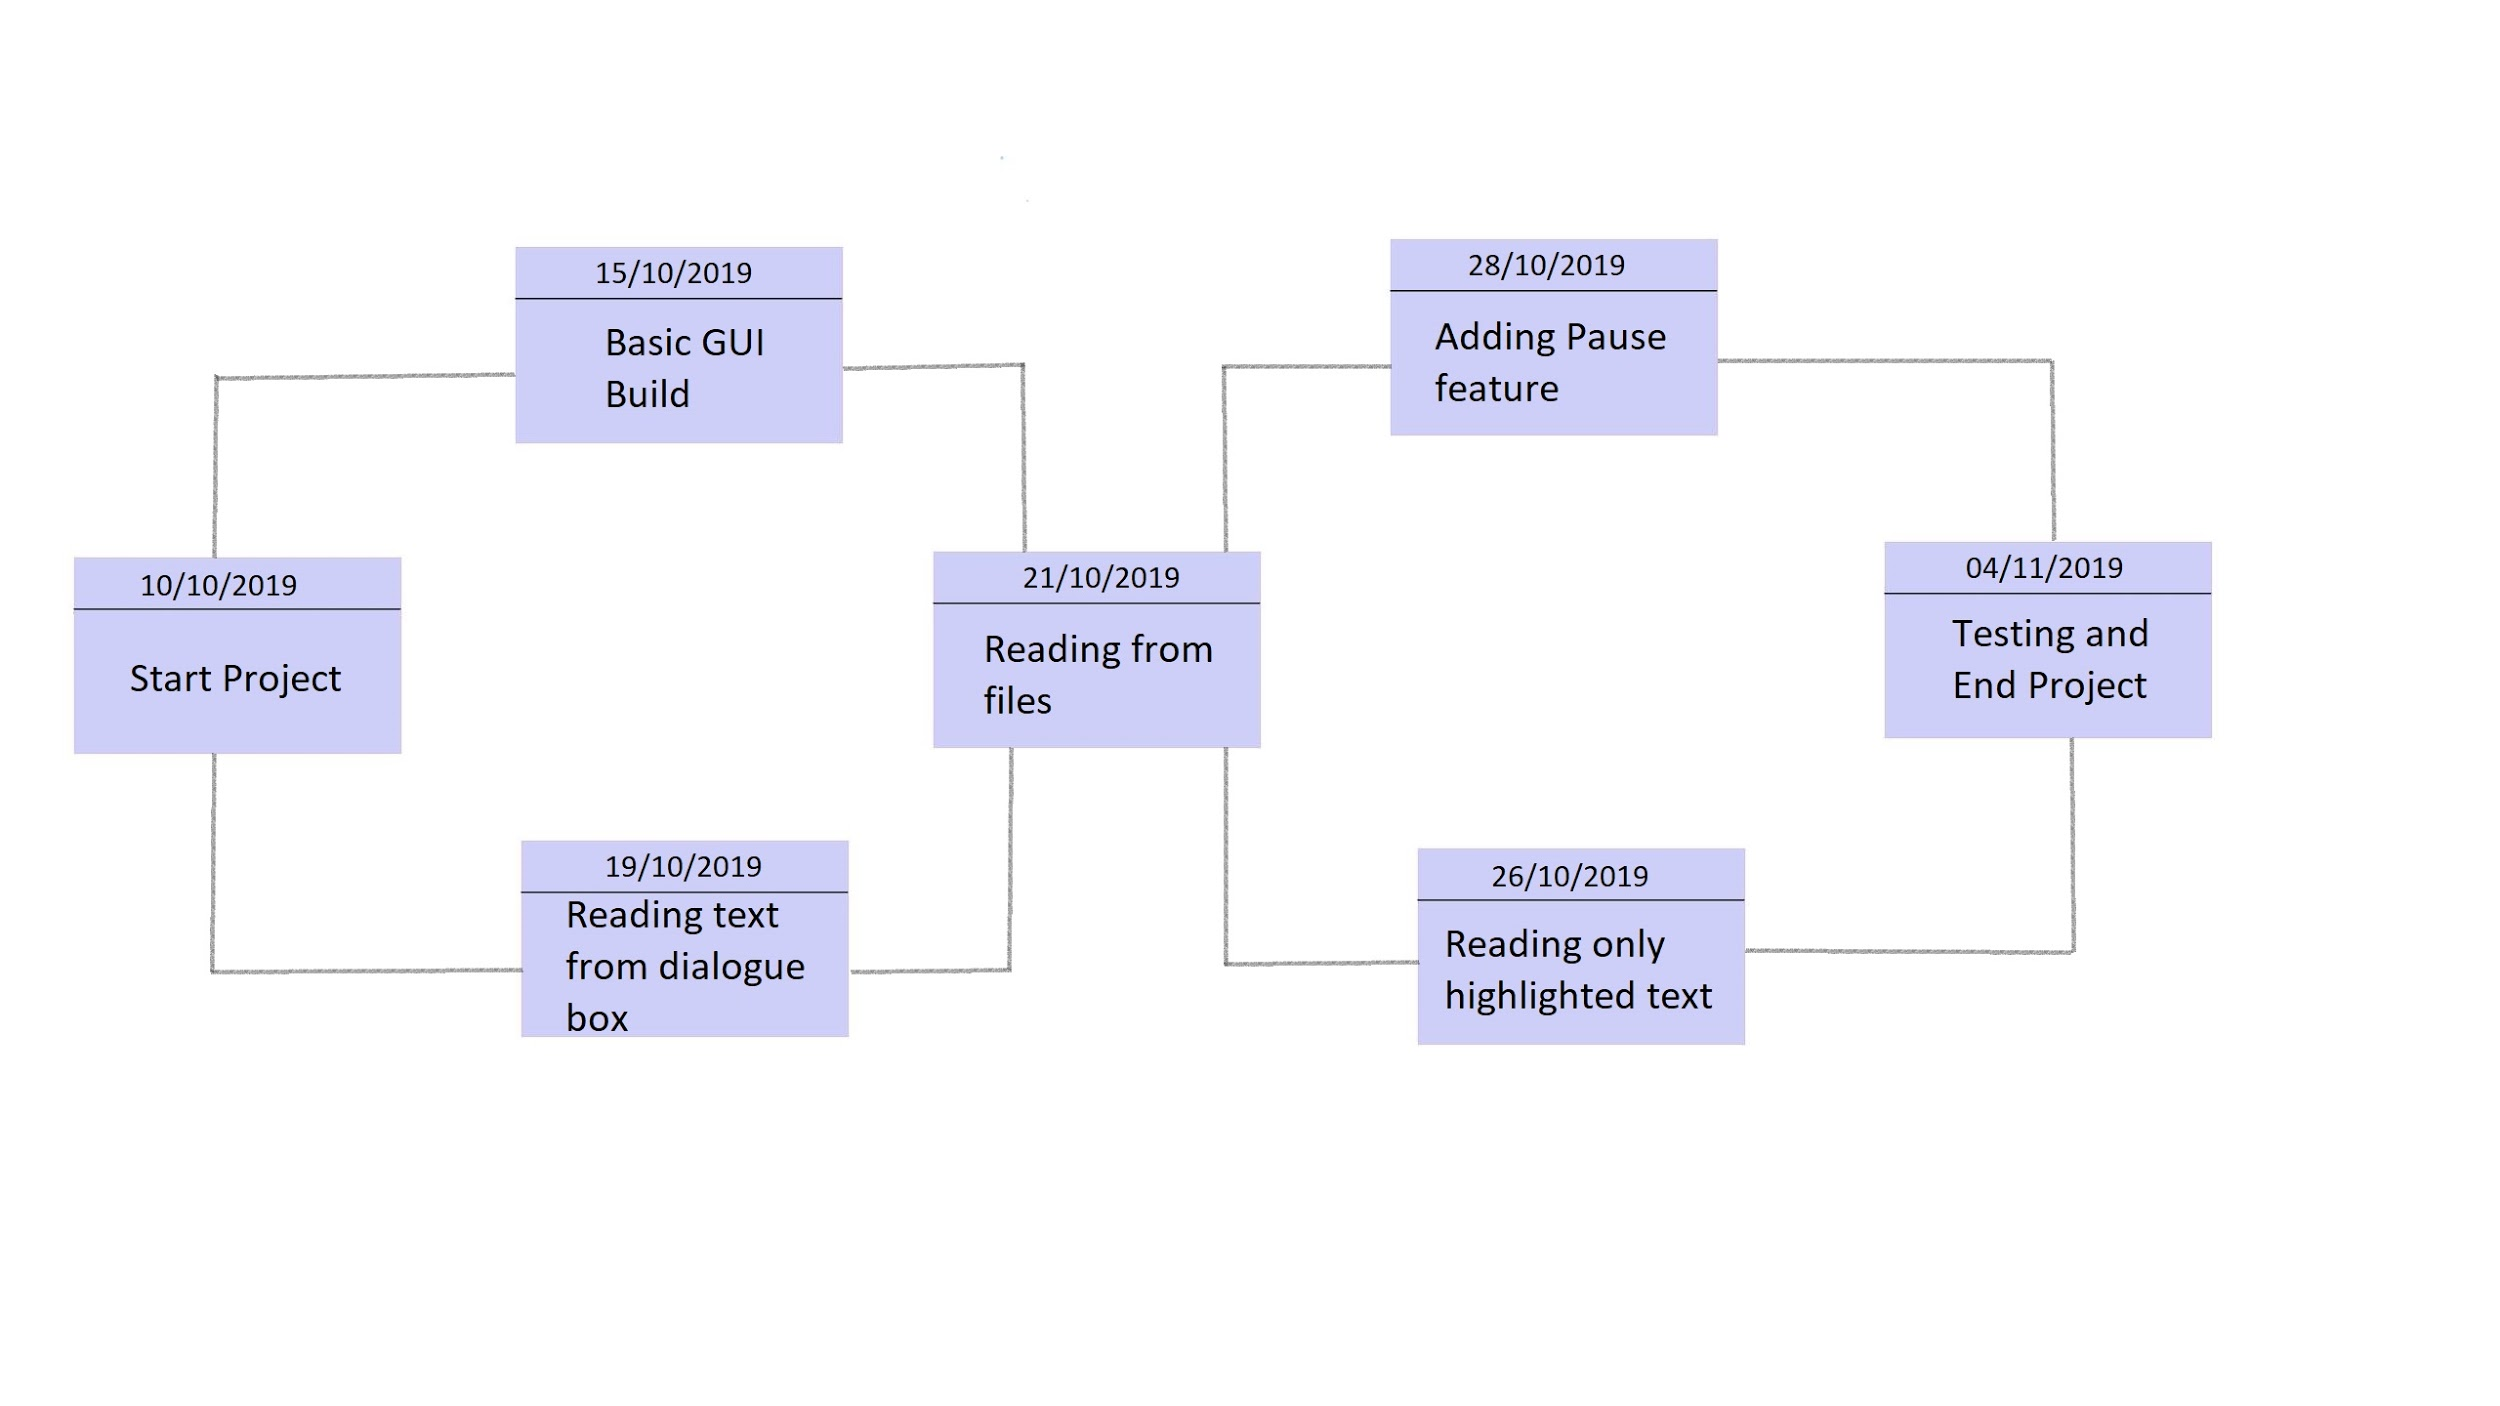 10/10/2019
Start Project
15/10/2019
Basic GUI
Build
19/10/2019
Reading text
from dialogue
box
21/10/2019
Reading from
files
28/10/2019
Adding Pause
feature
26/10/2019
Reading only
highlighted text
04/11/2019
Testing and
End Project